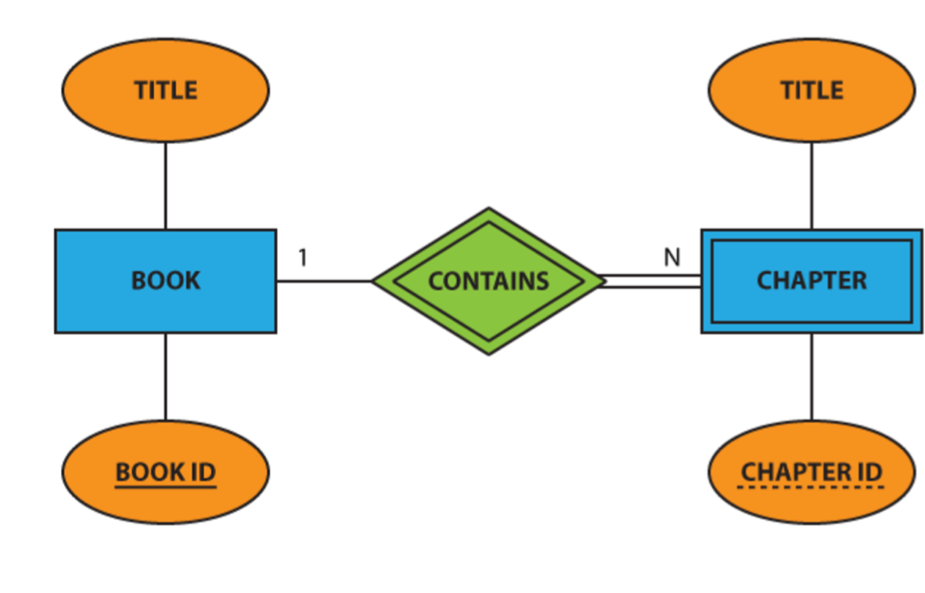 TITLE
TITLE
BOOK
1
CONTAINS
N
CHAPTER
BOOK ID
CHAPTER ID